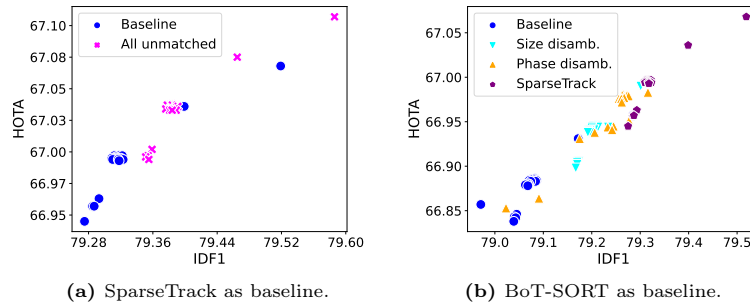 Baseline
All unmatched
67.10
67.08
67.05
67.03
67.00
66.97
66.95
HOTA
79.28
79.36
79.44
79.52
79.60
IDF1
(a) SparseTrack as baseline.
Baseline
Size disamb.
Phase disamb.
SparseTrack
67.05
67.00
66.95
66.90
66.85
HOTA
79.0
79.1
79.2
79.3
79.4
79.5
IDF1
(b) BoT-SORT as baseline.